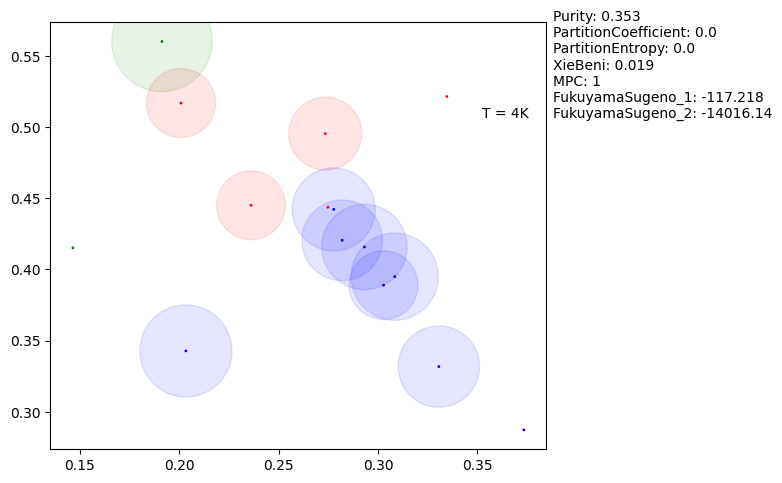 Purity: 0.353
PartitionCoefficient: 0.0
PartitionEntropy: 0.0
XieBeni: 0.019
MPC: 1
FukuyamaSugeno_1: -117.218
FukuyamaSugeno_2: -14016.14
T = 4K
0.55
0.50
0.45
0.40
0.35
0.30
0.15
0.20
0.25
0.30
0.35